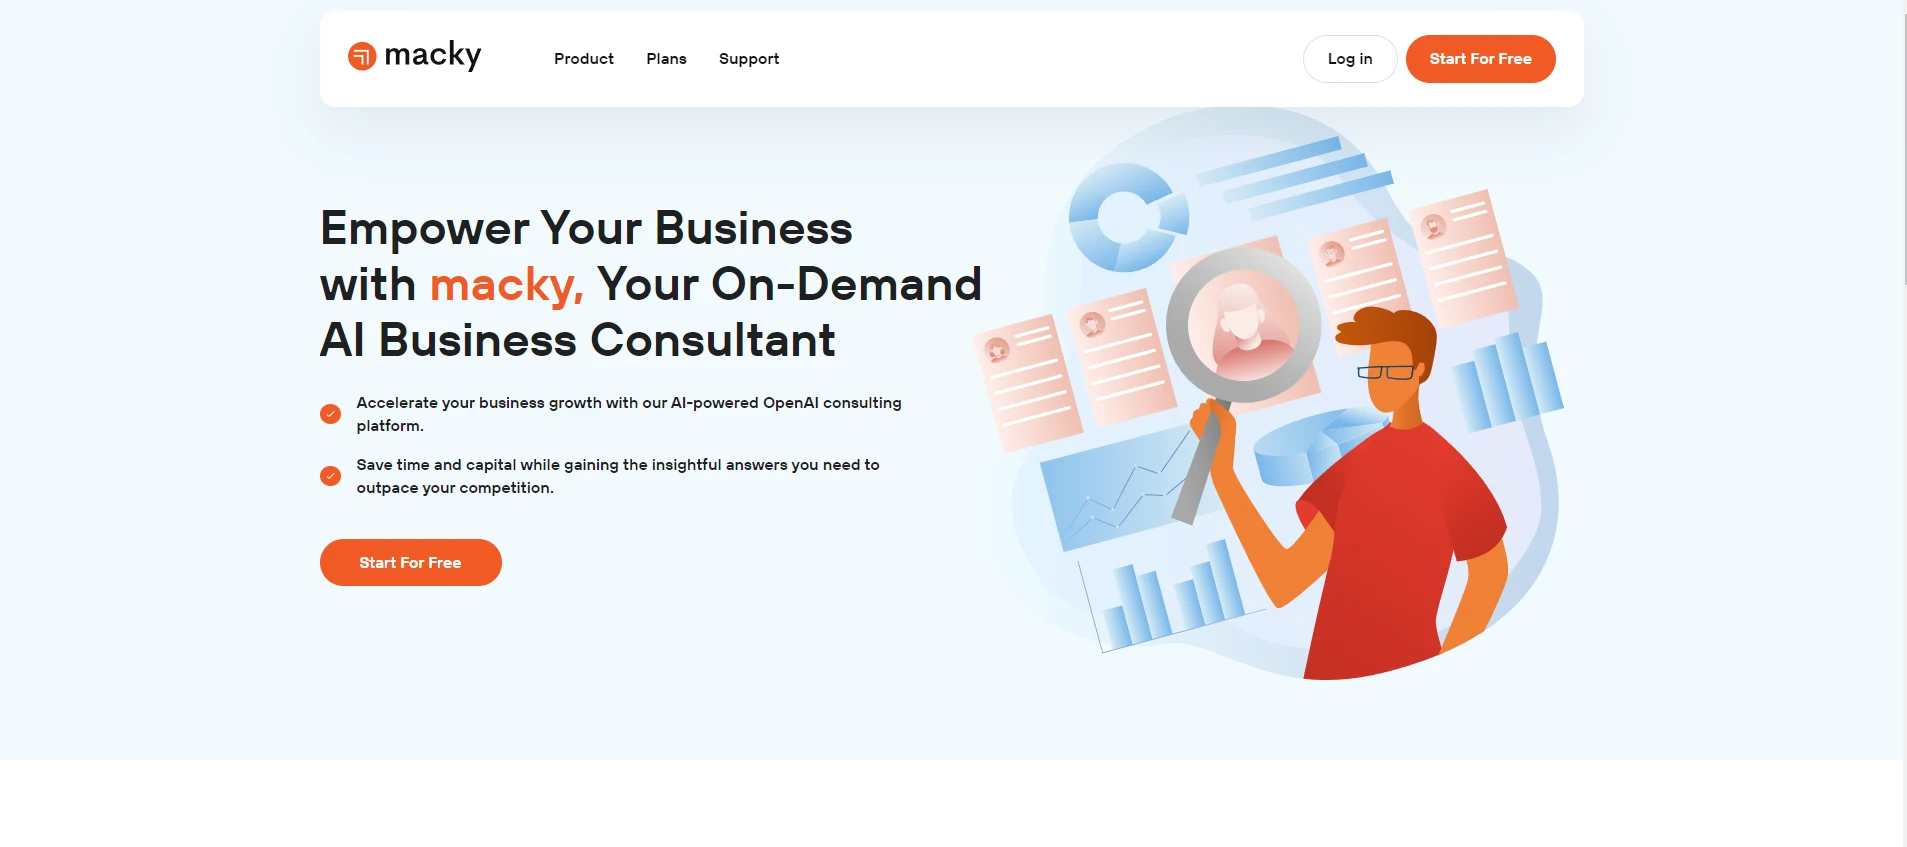 macky
Product
Plans
Support
Log in
Start For Free
Empower Your Business
with macky, Your On-Demand
AI Business Consultant
Accelerate your business growth with our AI-powered OpenAI consulting
platform.
Save time and capital while gaining the insightful answers you need to
outpace your competition.
Start For Free